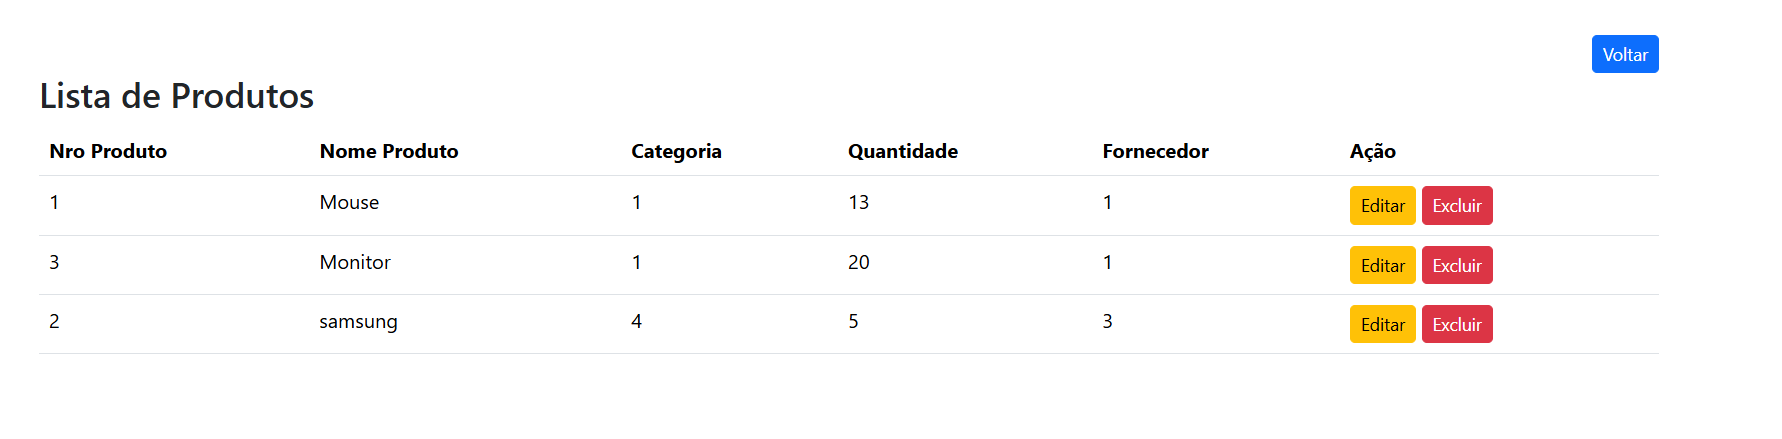 Voltar
Lista de Produtos
Nro Produto Nome Produto Categoria Quantidade Fornecedor Ação
1 Mouse 1 13 1 Editar Excluir
3 Monitor 1 20 1 Editar Excluir
2 samsung 4 5 3 Editar Excluir